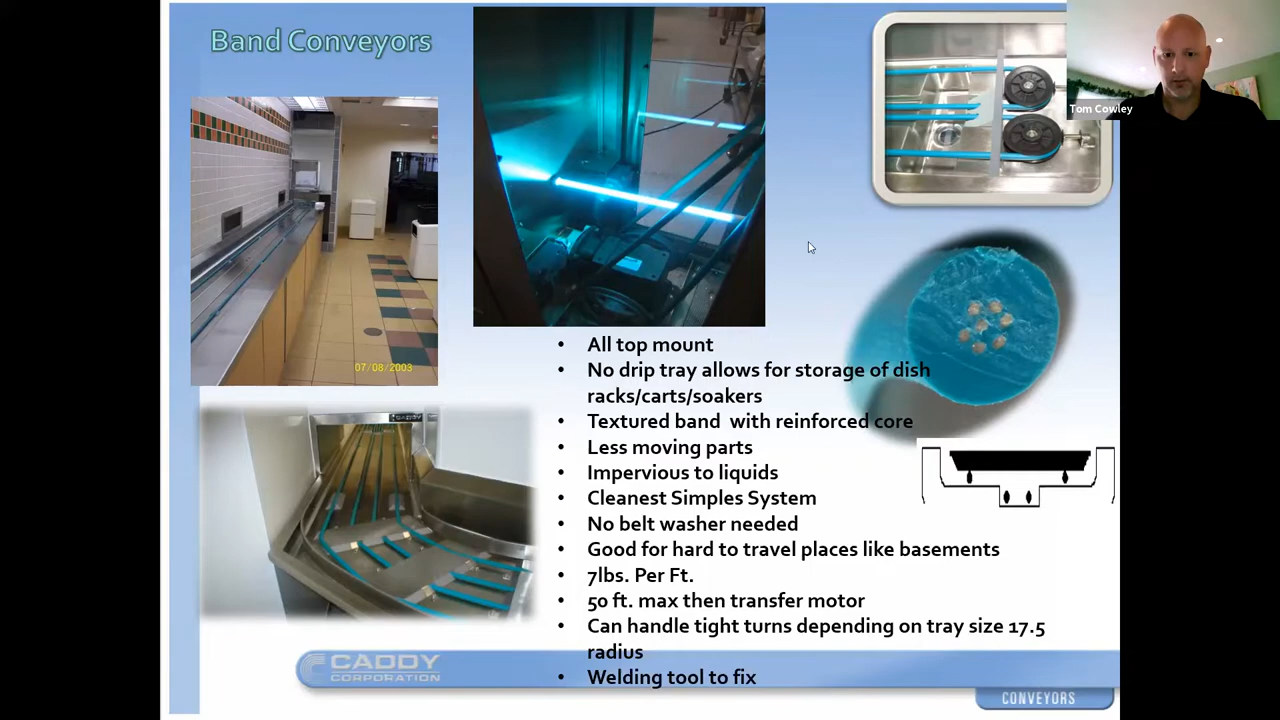 Band Conveyors
Tom Cowley
07/08/2003
CADDY
• All top mount
• No drip tray allows for storage of dish
racks/carts/soakers
• Textured band with reinforced core
• Less moving parts
• Impervious to liquids
• Cleanest Simples System
• No belt washer needed
• Good for hard to travel places like basements
• 7lbs. Per Ft.
• 50 ft. max then transfer motor
• Can handle tight turns depending on tray size 17.5
radius
• Welding tool to fix
CADDY
CORPORATION
CONVEYORS